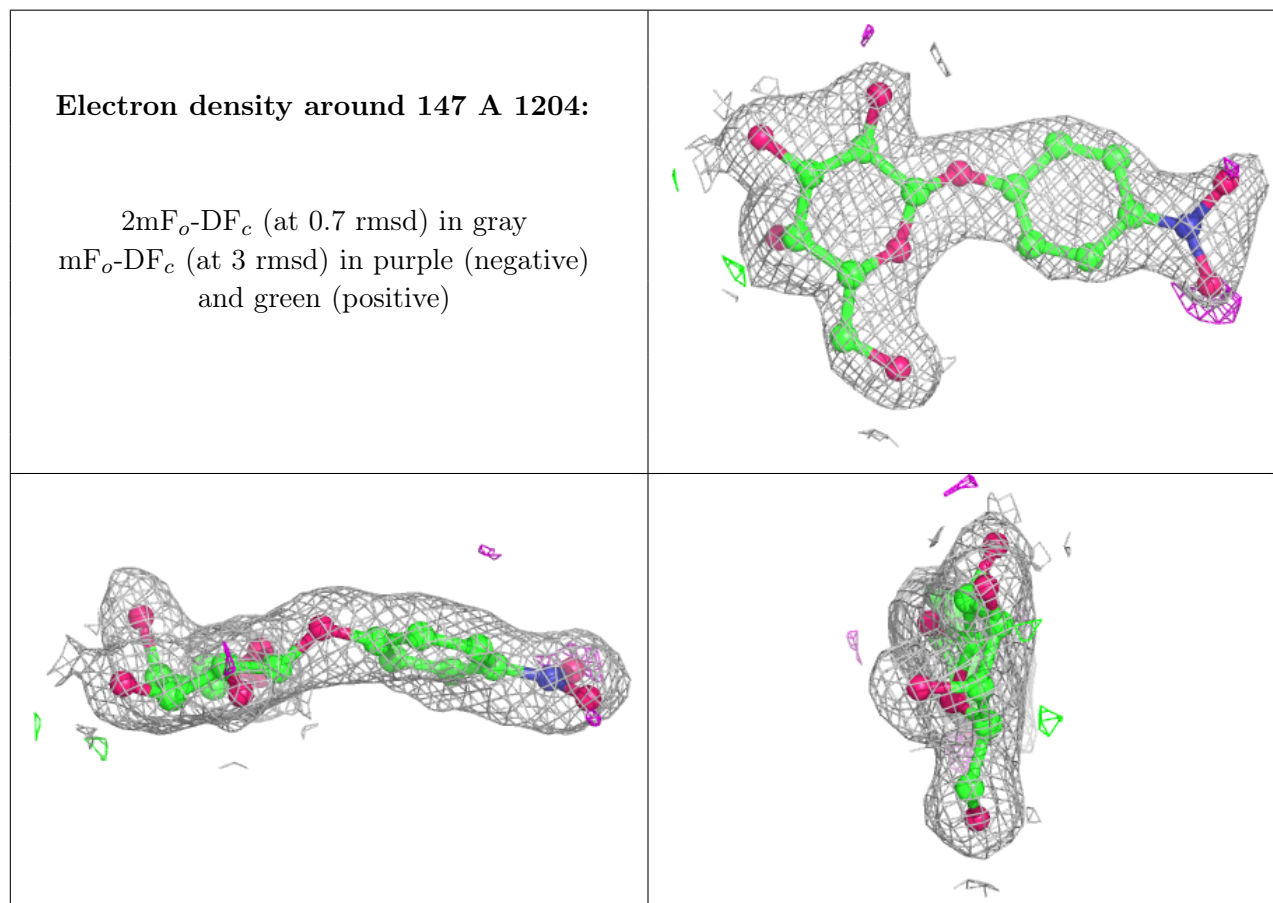 Electron density around 147 A 1204:
2mFo-DFc (at 0.7 rmsd) in gray
mFo-DFc (at 3 rmsd) in purple (negative)
and green (positive)